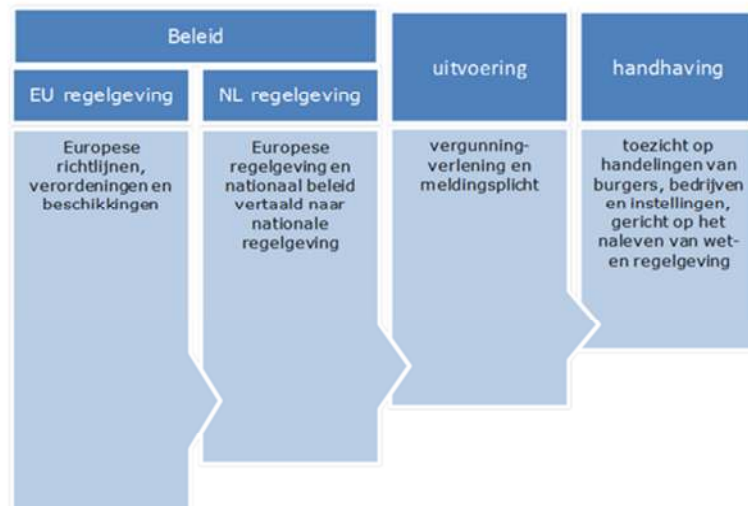 Beleid
EU regelgeving
NL regelgeving
uitvoering
handhaving
Europese
richtlijnen,
verordeningen en
beschikkingen
Europese
regelgeving en
nationaal beleid
vertaald naar
nationale
regelgeving
vergunning-
verlening en
meldingsplicht
toezicht op
handelingen van
burgers, bedrijven
en instellingen,
gericht op het
naleven van wet-
en regelgeving